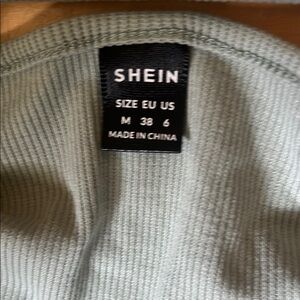 SHEIN
SIZE EU US
M 38 6
MADE IN CHINA